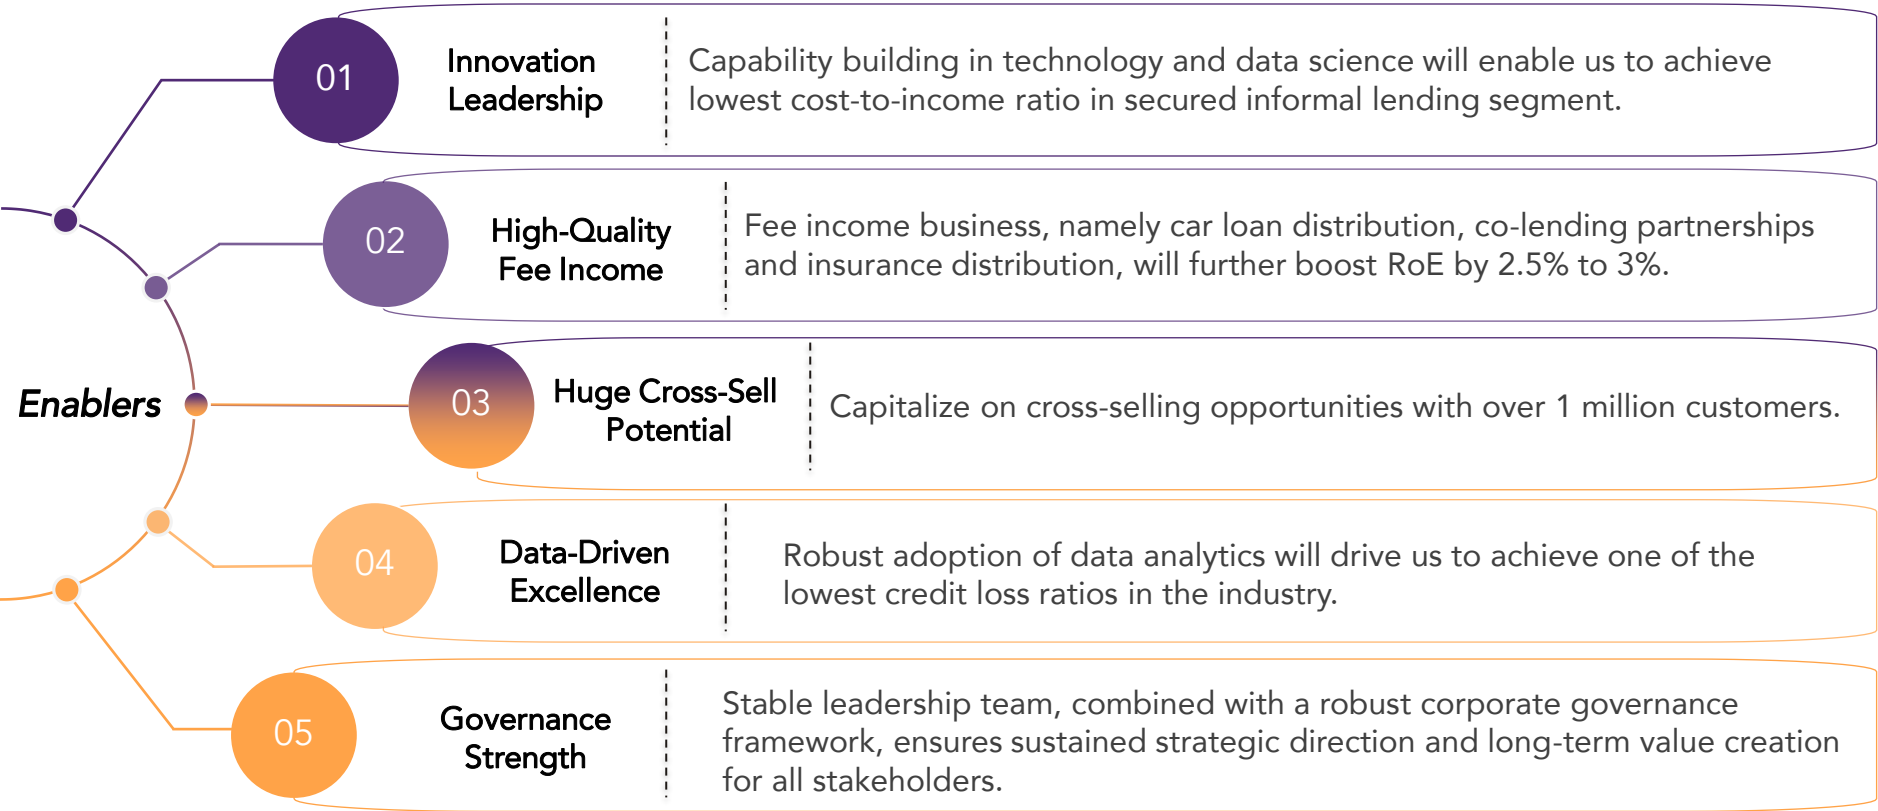 01
Innovation
Leadership
Capability building in technology and data science will enable us to achieve
lowest cost-to-income ratio in secured informal lending segment.
02
High-Quality
Fee Income
Fee income business, namely car loan distribution, co-lending partnerships
and insurance distribution, will further boost RoE by 2.5% to 3%.
Enablers
03
Huge Cross-Sell
Potential
Capitalize on cross-selling opportunities with over 1 million customers.
04
Data-Driven
Excellence
Robust adoption of data analytics will drive us to achieve one of the
lowest credit loss ratios in the industry.
05
Governance
Strength
Stable leadership team, combined with a robust corporate governance
framework, ensures sustained strategic direction and long-term value creation
for all stakeholders.